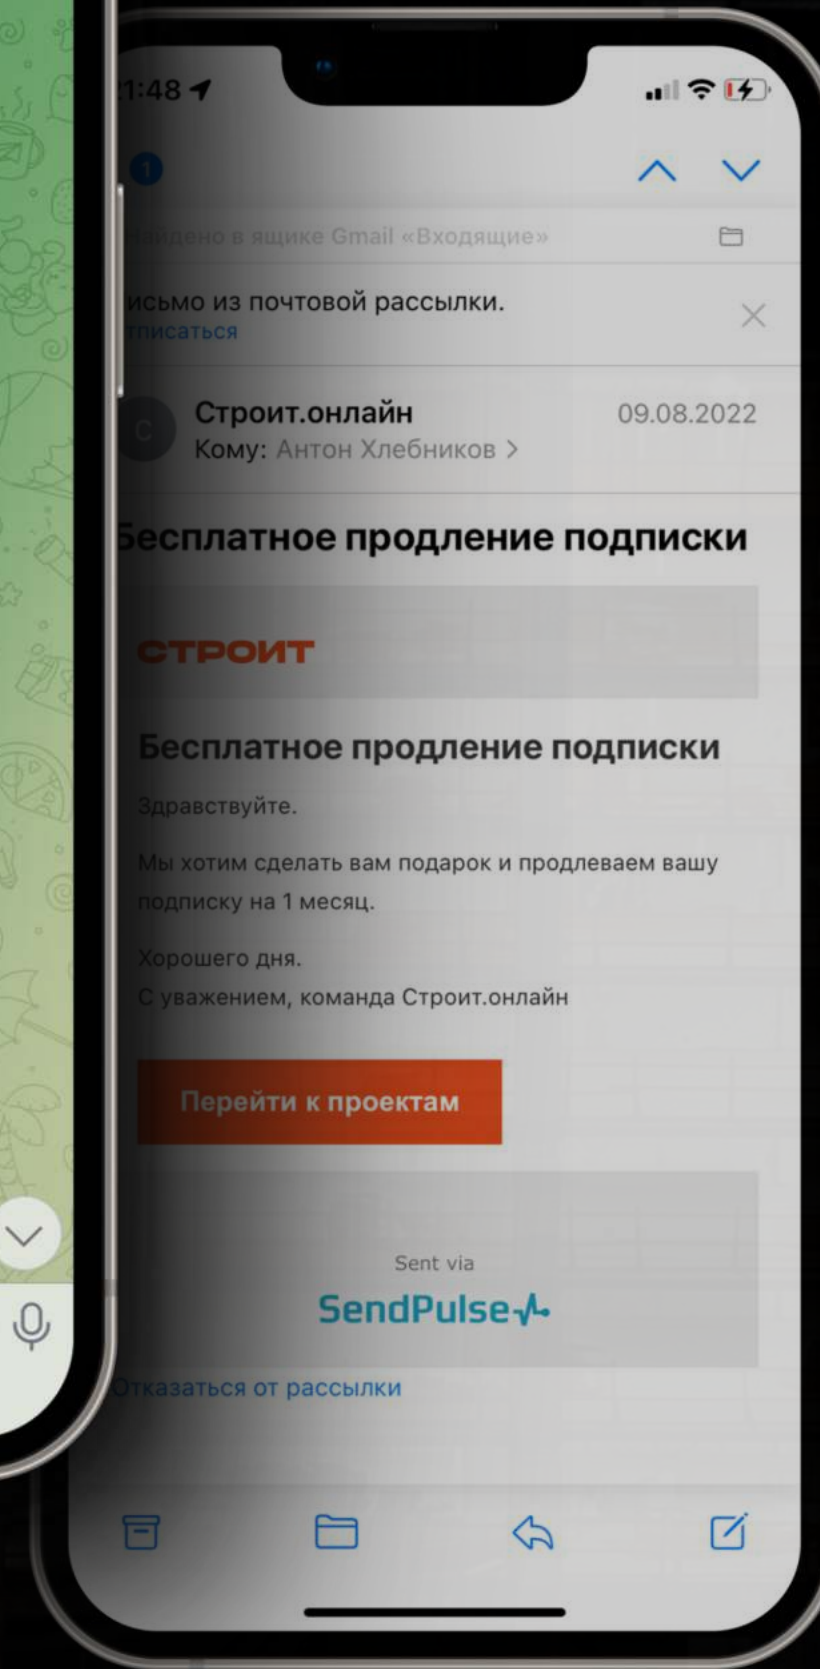 1:48
1
Найдено в ящике Gmail «Входящие»
исьмо из почтовой рассылки.
тписаться
С
Строит.онлайн
09.08.2022
Кому: Антон Хлебников >
Бесплатное продление подписки
СТРОИТ
Бесплатное продление подписки
Здравствуйте.
Мы хотим сделать вам подарок и продлеваем вашу
подписку на 1 месяц.
Хорошего дня.
С уважением, команда Строит.онлайн
Перейти к проектам
Sent via
SendPulse
Отказаться от рассылки